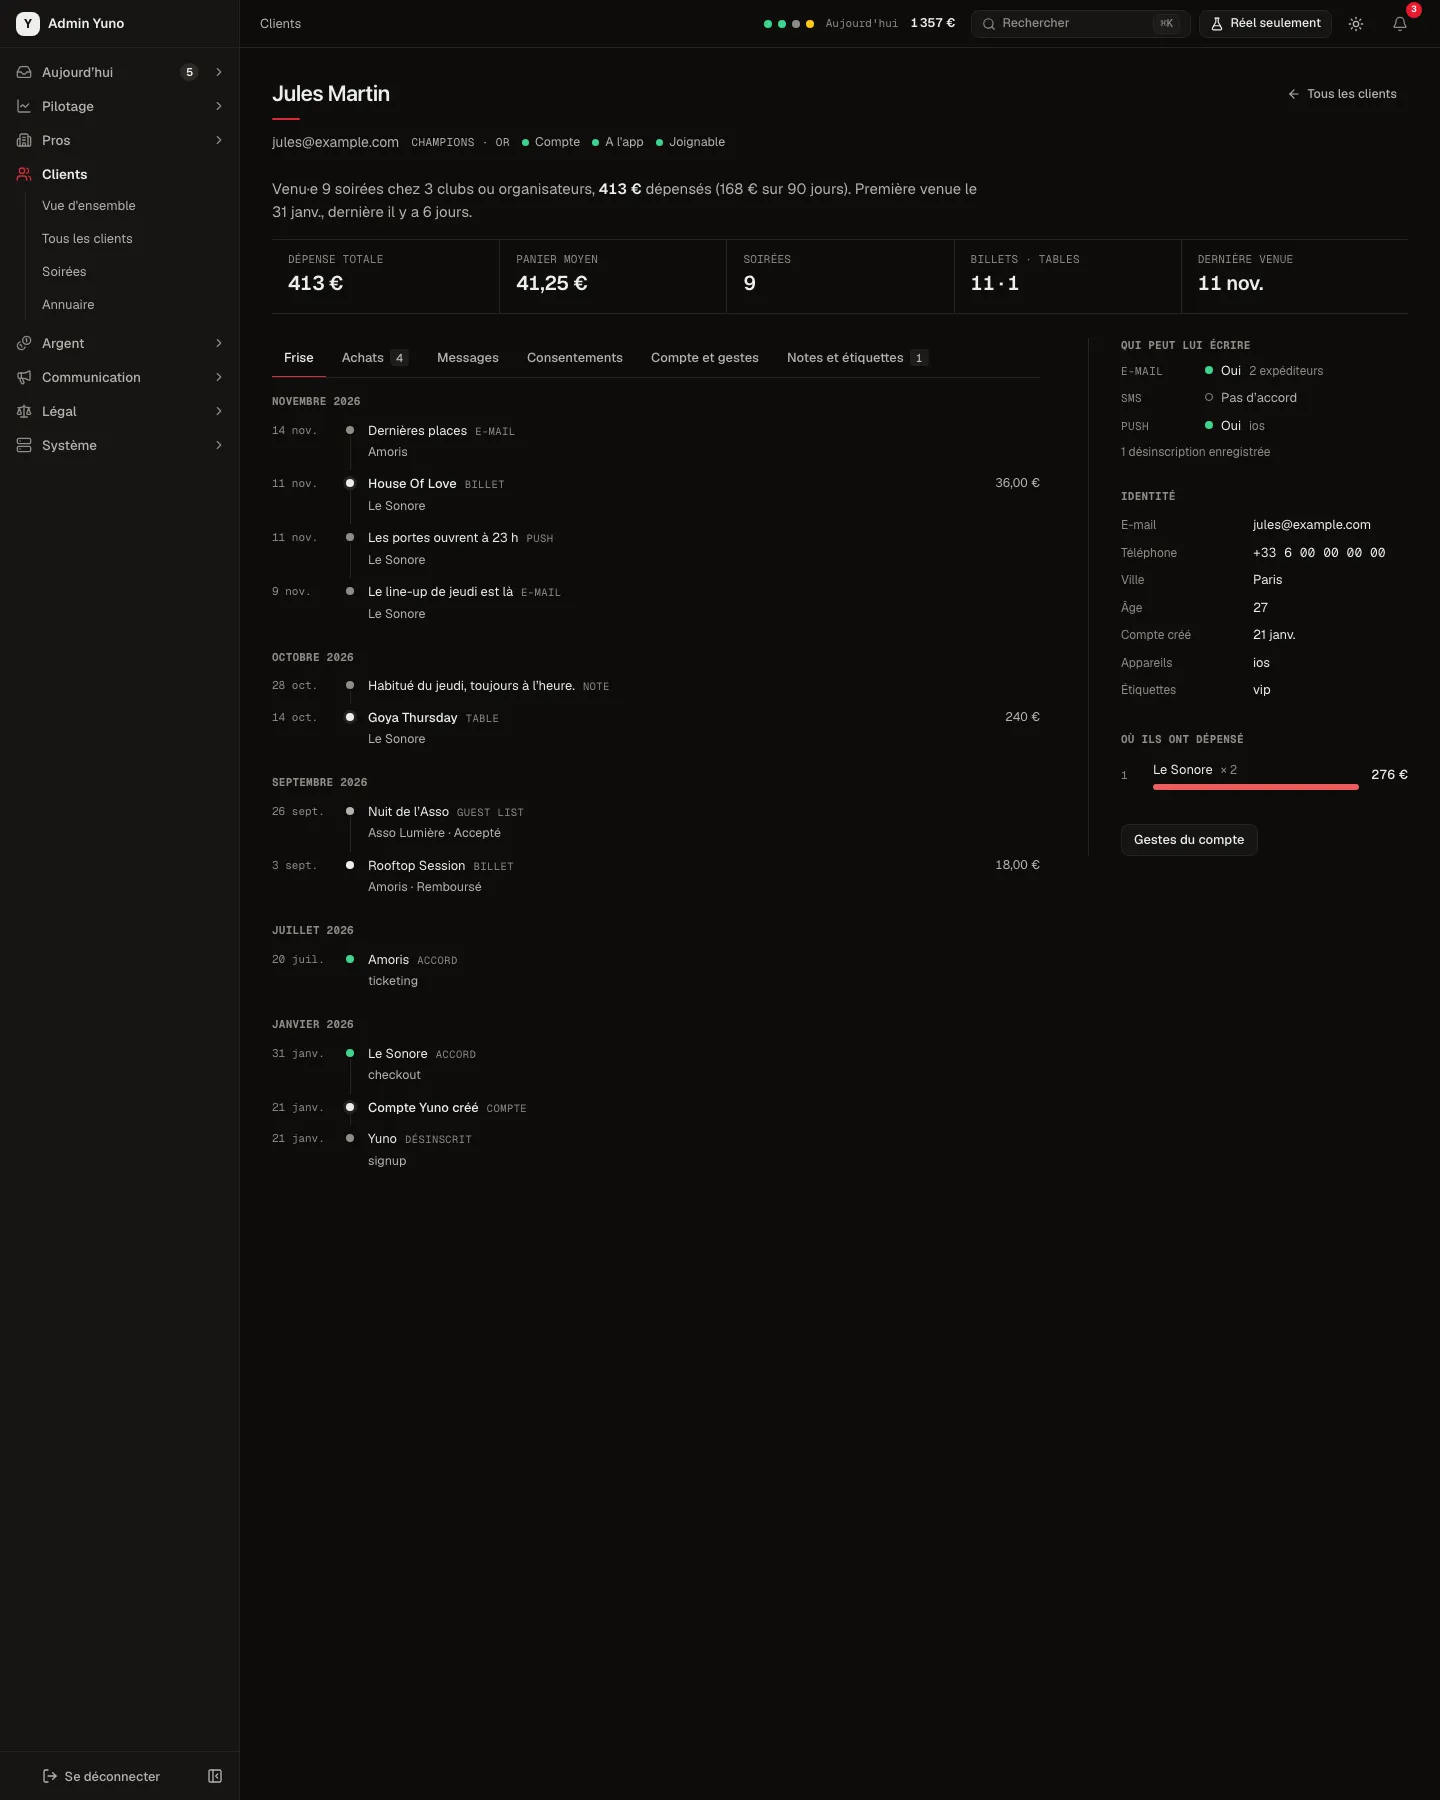 Y Admin Yuno
Aujourd'hui 5
Pilotage
Pros
Clients
Vue d'ensemble
Tous les clients
Soirées
Annuaire
Argent
Communication
Légal
Système
Se déconnecter
Clients
Aujourd'hui 1 357 €
Rechercher ⌘K
Réel seulement
3
Jules Martin
Tous les clients
jules@example.com CHAMPIONS · OR Compte A l'app Joignable
Venu·e 9 soirées chez 3 clubs ou organisateurs, 413 € dépensés (168 € sur 90 jours). Première venue le
31 janv., dernière il y a 6 jours.
DÉPENSE TOTALE
413 €
PANIER MOYEN
41,25 €
SOIRÉES
9
BILLETS · TABLES
11 · 1
DERNIÈRE VENUE
11 nov.
Frise Achats 4 Messages Consentements Compte et gestes Notes et étiquettes 1
NOVEMBRE 2026
14 nov. Dernières places E-MAIL
Amoris
11 nov. House Of Love BILLET 36,00 €
Le Sonore
11 nov. Les portes ouvrent à 23 h PUSH
Le Sonore
9 nov. Le line-up de jeudi est là E-MAIL
Le Sonore
OCTOBRE 2026
28 oct. Habitué du jeudi, toujours à l'heure. NOTE
14 oct. Goya Thursday TABLE 240 €
Le Sonore
SEPTEMBRE 2026
26 sept. Nuit de l'Asso GUEST LIST
Asso Lumière · Accepté
3 sept. Rooftop Session BILLET 18,00 €
Amoris · Remboursé
JUILLET 2026
20 juil. Amoris ACCORD
ticketing
JANVIER 2026
31 janv. Le Sonore ACCORD
checkout
21 janv. Compte Yuno créé COMPTE
21 janv. Yuno DÉSINSCRIT
signup
QUI PEUT LUI ÉCRIRE
E-MAIL Oui 2 expéditeurs
SMS Pas d'accord
PUSH Oui ios
1 désinscription enregistrée
IDENTITÉ
E-mail jules@example.com
Téléphone +33 6 00 00 00 00
Ville Paris
Âge 27
Compte créé 21 janv.
Appareils ios
Étiquettes vip
OÙ ILS ONT DÉPENSÉ
1 Le Sonore × 2 276 €
Gestes du compte